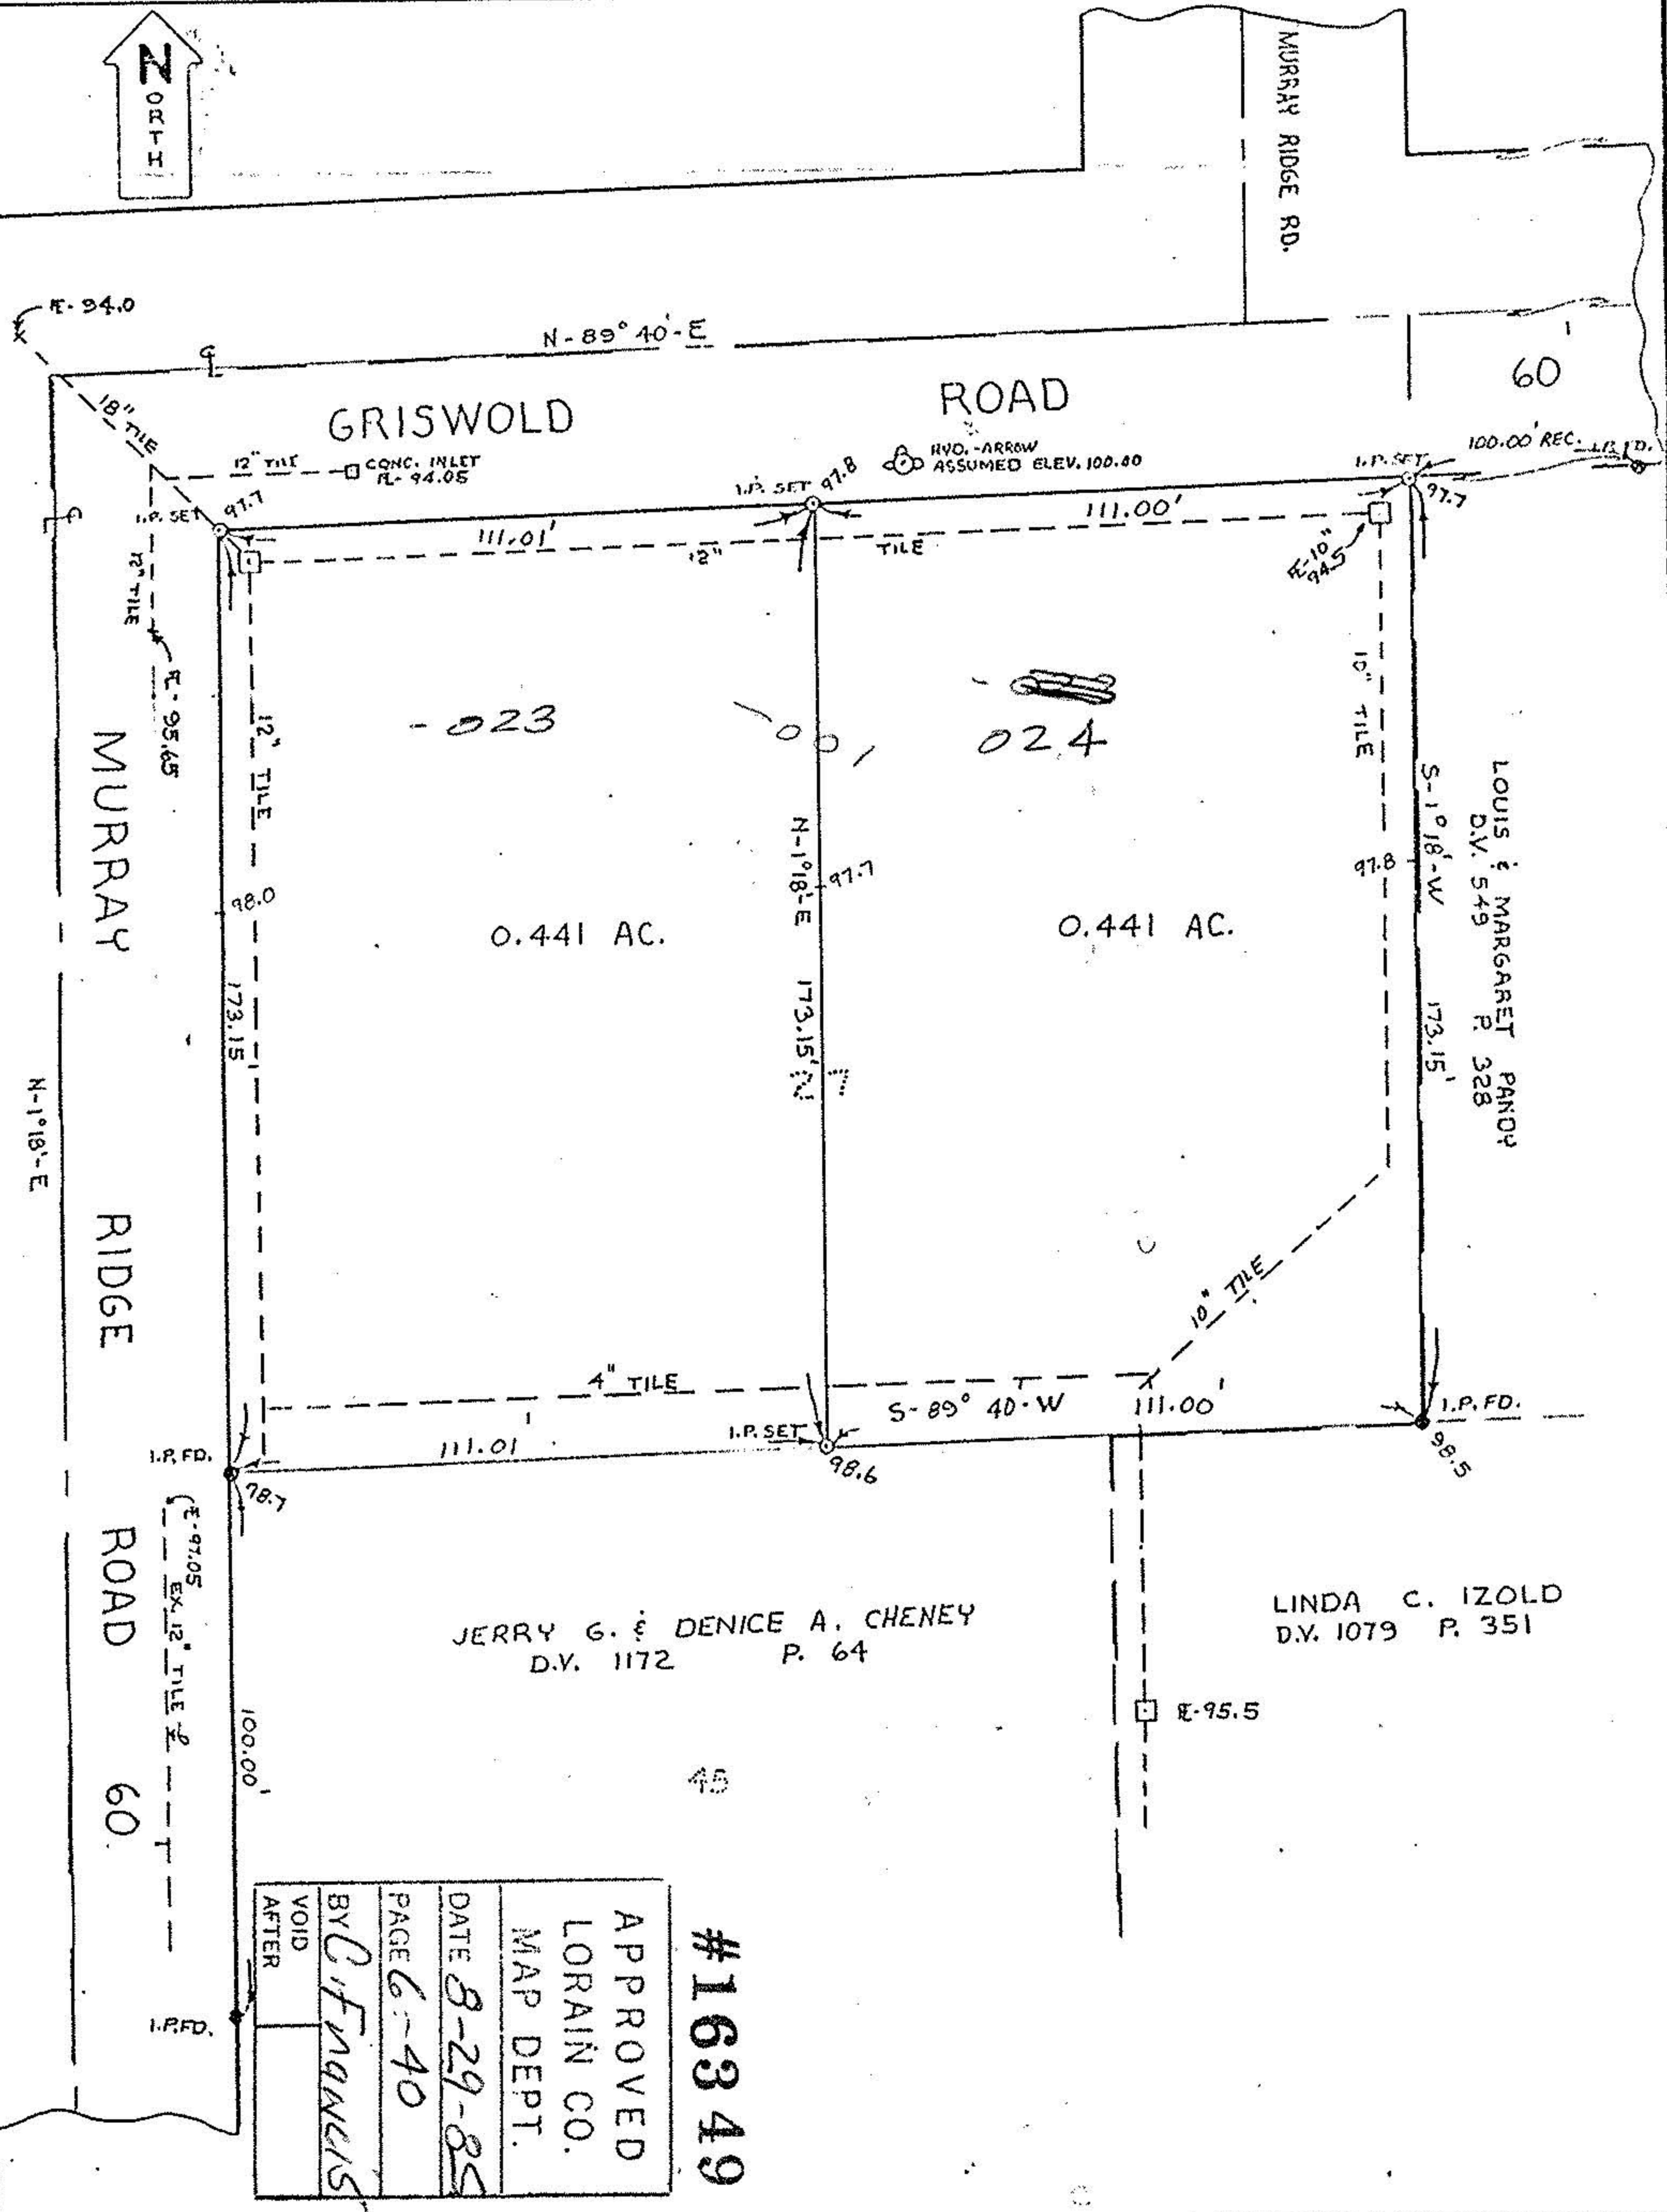 NORTH
MURRAY RIDGE RD.
℄-94.0
N-89° 40'-E
60'
GRISWOLD ROAD
18" TILE
12" TILE
CONC. INLET
℄-94.05
HYD.-ARROW
ASSUMED ELEV. 100.00
100.00' REC.
I.P. FD.
I.P. SET
97.7
I.P. SET
97.8
I.P. SET
97.7
111.01'
111.00'
12" TILE
℄-10"
94.5
12" TILE
℄-95.65
12" TILE
10" TILE
-023
024
S-1°18'-W 173.15'
LOUIS & MARGARET PANDY
D.V. 549 P. 328
98.0
97.7
97.8
N-1°18'-E 173.15'
0.441 AC.
0.441 AC.
173.15'
MURRAY RIDGE ROAD 60
N-1°18'-E
10" TILE
4" TILE
S-89° 40'-W
111.00'
111.01'
I.P. SET
98.6
I.P. FD.
98.5
I.P. FD.
98.7
℄-97.05
EX. 12" TILE
JERRY G. & DENICE A. CHENEY
D.V. 1172 P. 64
LINDA C. IZOLD
D.V. 1079 P. 351
℄-95.5
100.00'
45
I.P.FD.
#16349
APPROVED
LORAIN CO.
MAP DEPT.
DATE 8-29-85
PAGE 6-40
BY C. Francis
VOID
AFTER